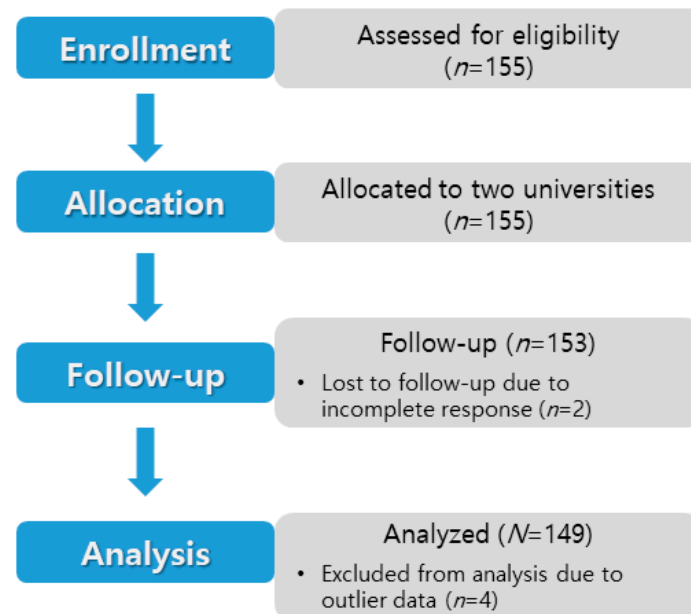 Enrollment
Assessed for eligibility
(n=155)
Allocation
Allocated to two universities
(n=155)
Follow-up
Follow-up (n=153)
• Lost to follow-up due to
incomplete response (n=2)
Analysis
Analyzed (N=149)
• Excluded from analysis due to
outlier data (n=4)